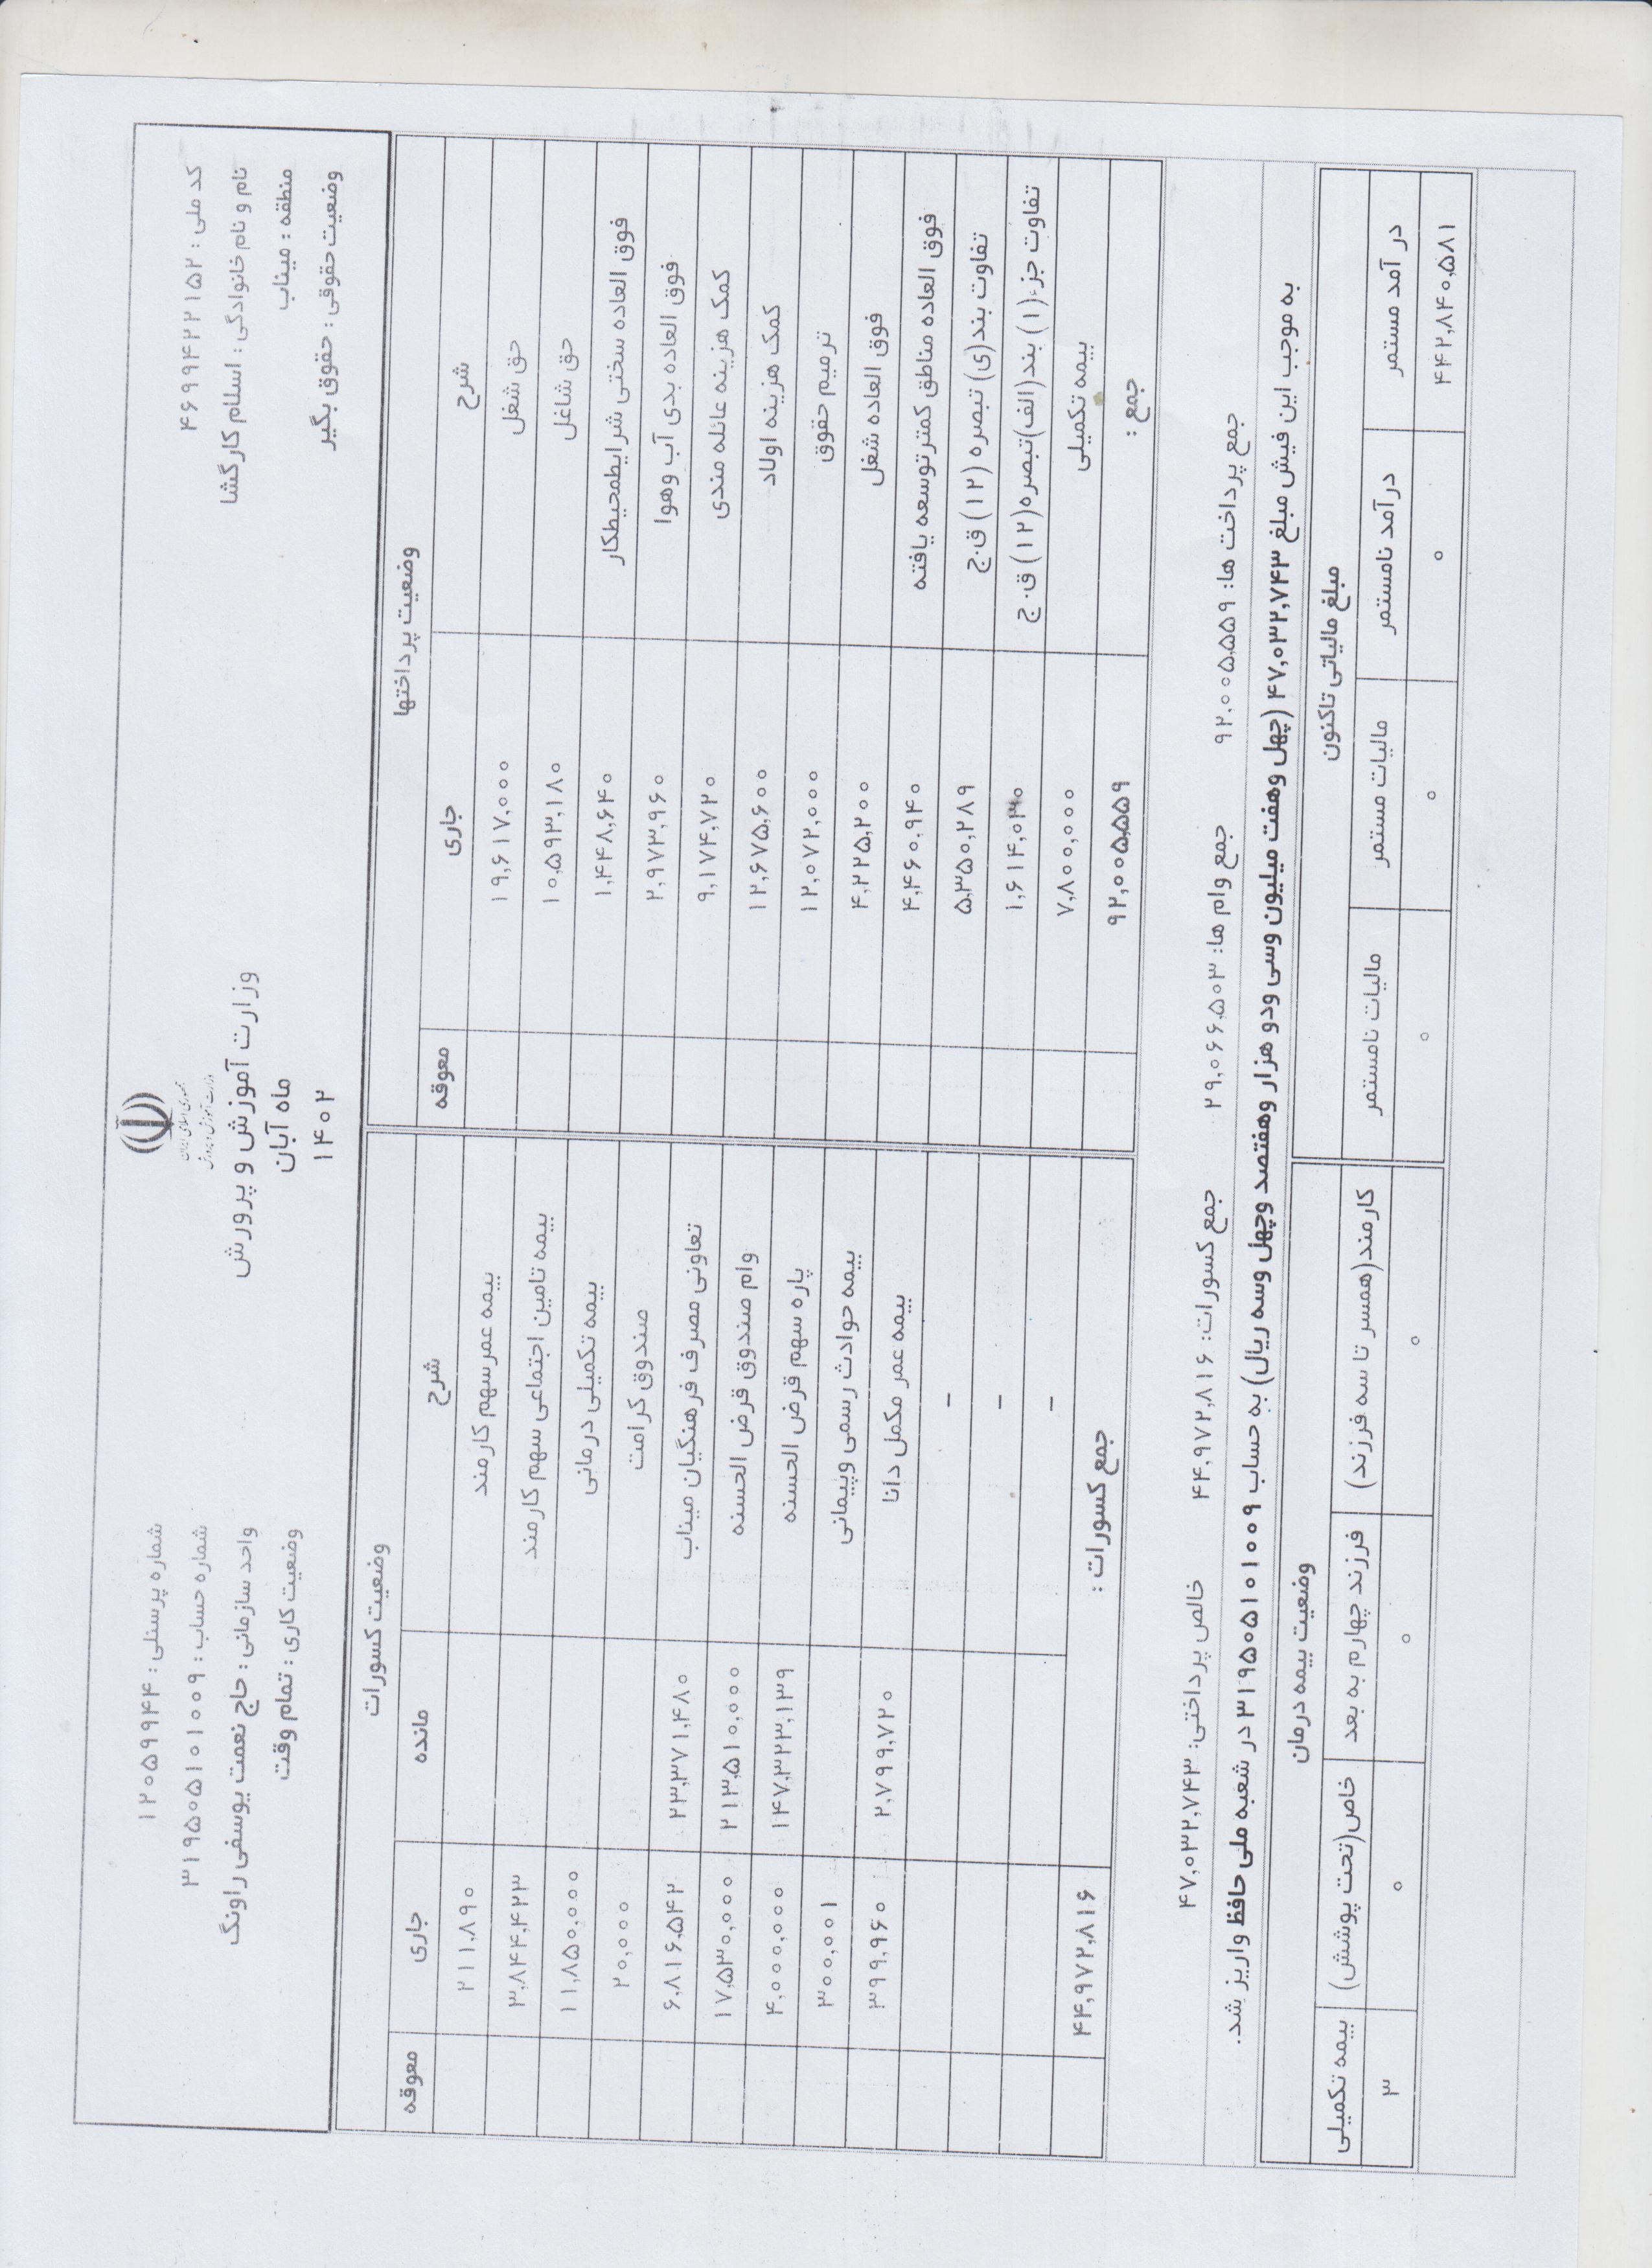 جمهوری اسلامی ایران
وزارت آموزش و پرورش
کد ملی : ۴۶۹۹۴۲۲۱۵۲
نام و نام خانوادگی : اسلام کارگشا
منطقه : میناب
وضعیت حقوقی : حقوق بگیر
وزارت آموزش و پرورش
ماه آبان
۱۴۰۲
شماره پرسنلی : ۱۲۰۵۹۹۴۴
شماره حساب : ۳۱۹۵۰۵۱۰۱۰۰۹
واحد سازمانی : حاج نعمت یوسفی راونگ
وضعیت کاری : تمام وقت
وضعیت پرداختها
شرح جاری معوقه
حق شغل ۱۹,۶۱۷,۰۰۰
حق شاغل ۱۰,۵۹۳,۱۸۰
فوق العاده سختی شرایطمحیطکار ۱,۴۴۸,۶۴۰
فوق العاده بدی آب وهوا ۲,۹۷۳,۹۶۰
کمک هزینه عائله مندی ۹,۱۷۴,۷۲۰
کمک هزینه اولاد ۱۲,۶۷۵,۶۰۰
ترمیم حقوق ۱۲,۰۷۲,۰۰۰
فوق العاده شغل ۴,۲۲۵,۲۰۰
فوق العاده مناطق کمتر توسعه یافته ۴,۴۶۰,۹۴۰
تفاوت بند(ی) تبصره (۱۲) ق.ج ۵,۳۵۰,۲۸۹
تفاوت جزء(۱) بند(الف)تبصره(۱۲) ق.ج ۱,۶۱۴,۰۳۰
بیمه تکمیلی ۷,۸۰۰,۰۰۰
جمع : ۹۲,۰۰۵,۵۵۹
وضعیت کسورات
شرح مانده جاری معوقه
بیمه عمرسهم کارمند ۲۱۱,۸۹۰
بیمه تامین اجتماعی سهم کارمند ۳,۸۴۴,۴۲۳
بیمه تکمیلی درمانی ۱۱,۸۵۰,۰۰۰
صندوق کرامت ۲۰,۰۰۰
تعاونی مصرف فرهنگیان میناب ۲۳,۳۷۱,۴۸۰ ۶,۸۱۶,۵۴۲
وام صندوق قرض الحسنه ۲۱۳,۵۱۰,۰۰۰ ۱۷,۵۳۰,۰۰۰
پاره سهم قرض الحسنه ۱۴۷,۳۲۳,۱۳۹ ۴,۰۰۰,۰۰۰
بیمه حوادث رسمی وپیمانی ۳۰۰,۰۰۱
بیمه عمر مکمل دانا ۲,۷۹۹,۷۲۰ ۳۹۹,۹۶۰
-
-
-
جمع کسورات : ۴۴,۹۷۲,۸۱۶
جمع پرداخت ها: ۹۲,۰۰۵,۵۵۹ جمع وام ها: ۲۹,۰۶۶,۵۰۳ جمع کسورات: ۴۴,۹۷۲,۸۱۶ خالص پرداختی: ۴۷,۰۳۲,۷۴۳
به موجب این فیش مبلغ ۴۷,۰۳۲,۷۴۳ (چهل وهفت میلیون وسی ودو هزار وهفتصد وچهل وسه ریال) به حساب ۳۱۹۵۰۵۱۰۱۰۰۹ در شعبه ملی حافظ واریز شد.
مبلغ مالیاتی تاکنون
در آمد مستمر درآمد نامستمر مالیات مستمر مالیات نامستمر
۴۴۲,۸۴۰,۵۸۱ ۰ ۰ ۰
وضعیت بیمه درمان
کارمند(همسر تا سه فرزند) فرزند چهارم به بعد خاص(تحت پوشش) بیمه تکمیلی
۰ ۰ ۰ ۳